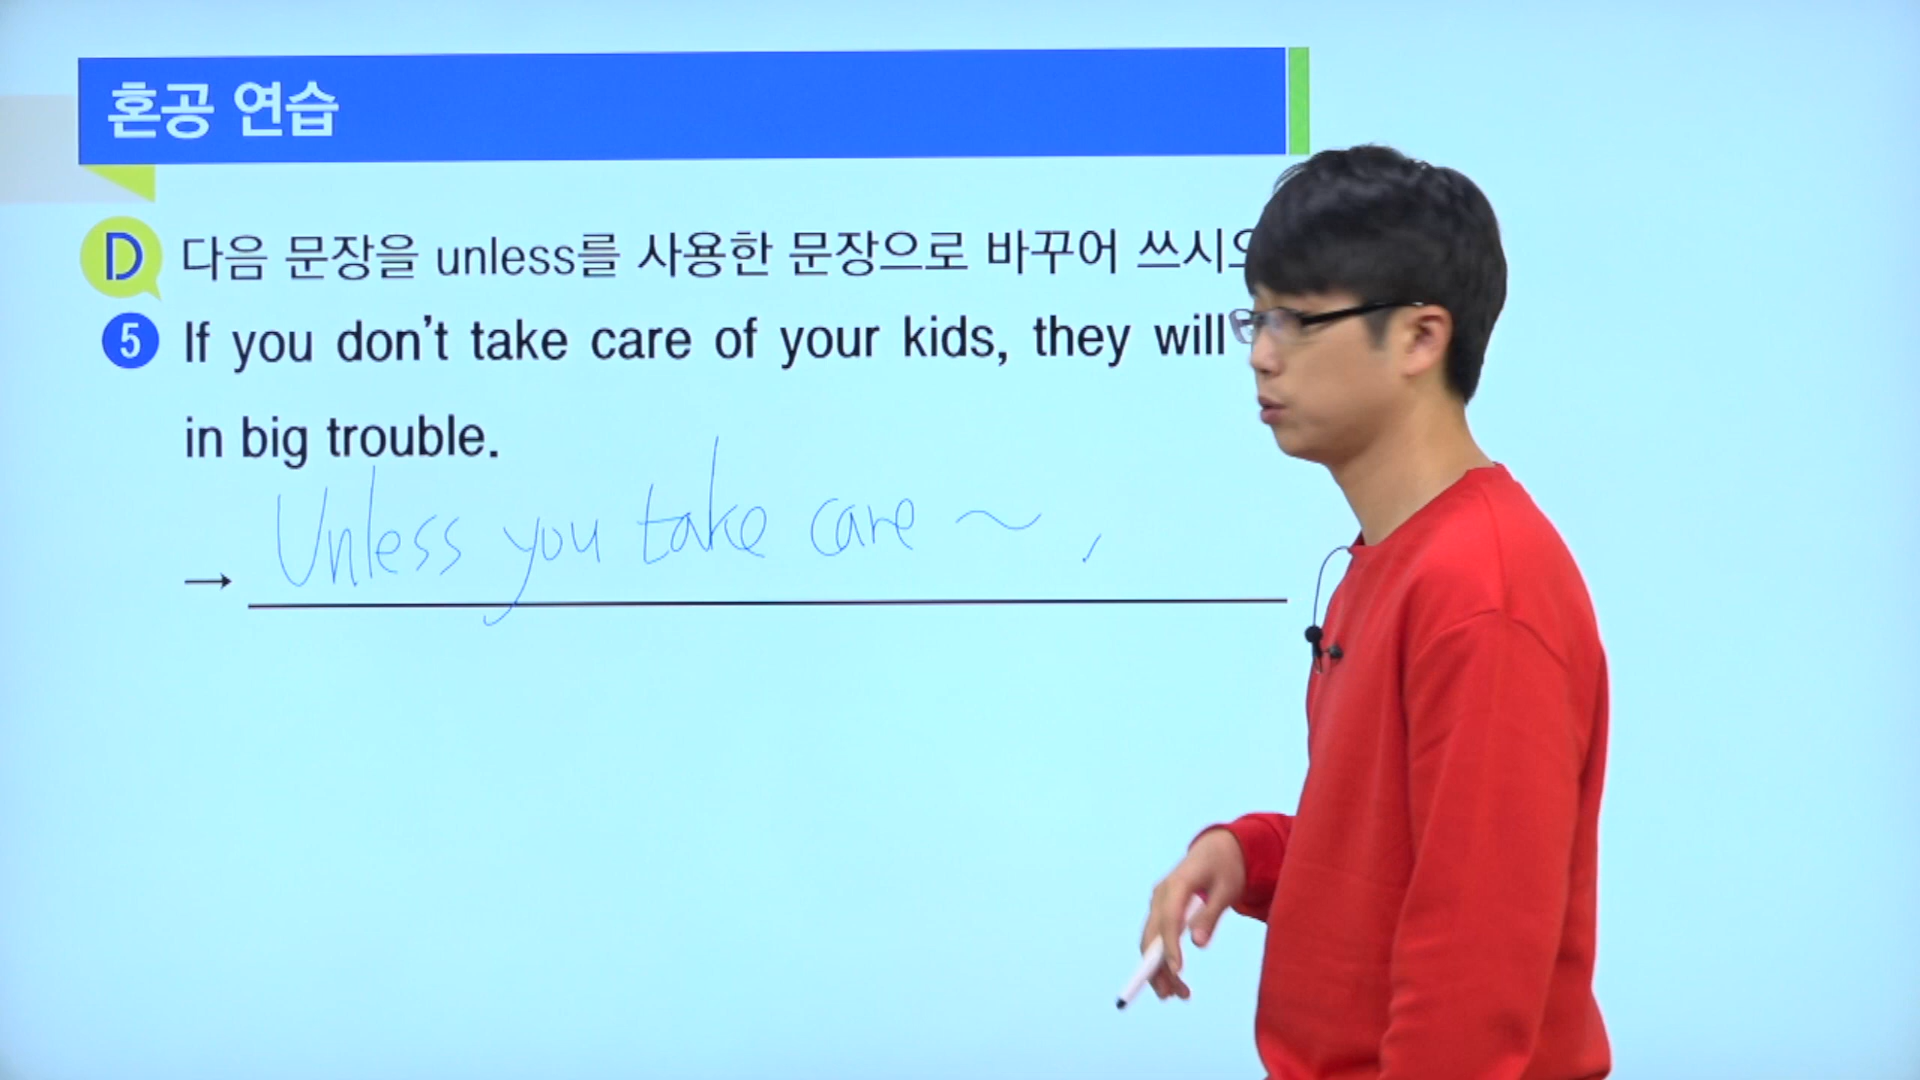 혼공 연습
D 다음 문장을 unless를 사용한 문장으로 바꾸어 쓰시오
5 If you don't take care of your kids, they will
in big trouble.
→ Unless you take care ~ ,